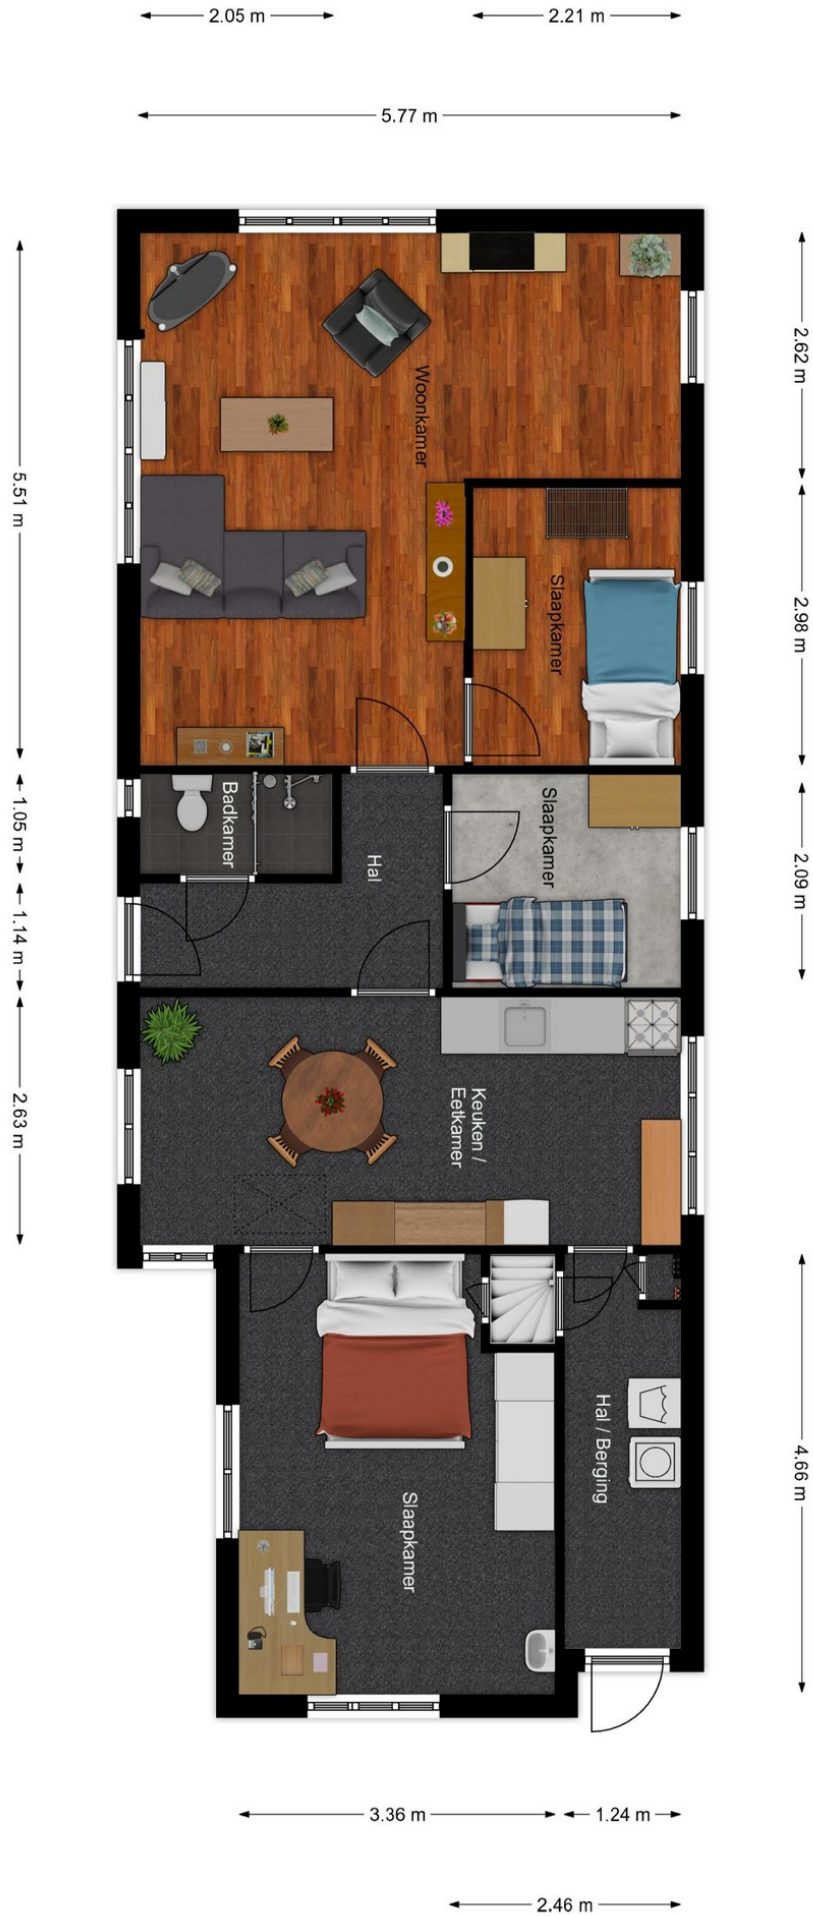 2.05 m
2.21 m
5.77 m
Woonkamer
2.62 m
5.51 m
Slaapkamer
2.98 m
Badkamer
Hal
Slaapkamer
1.05 m
2.09 m
1.14 m
Keuken /
Eetkamer
2.63 m
Hal / Berging
Slaapkamer
4.66 m
3.36 m
1.24 m
2.46 m